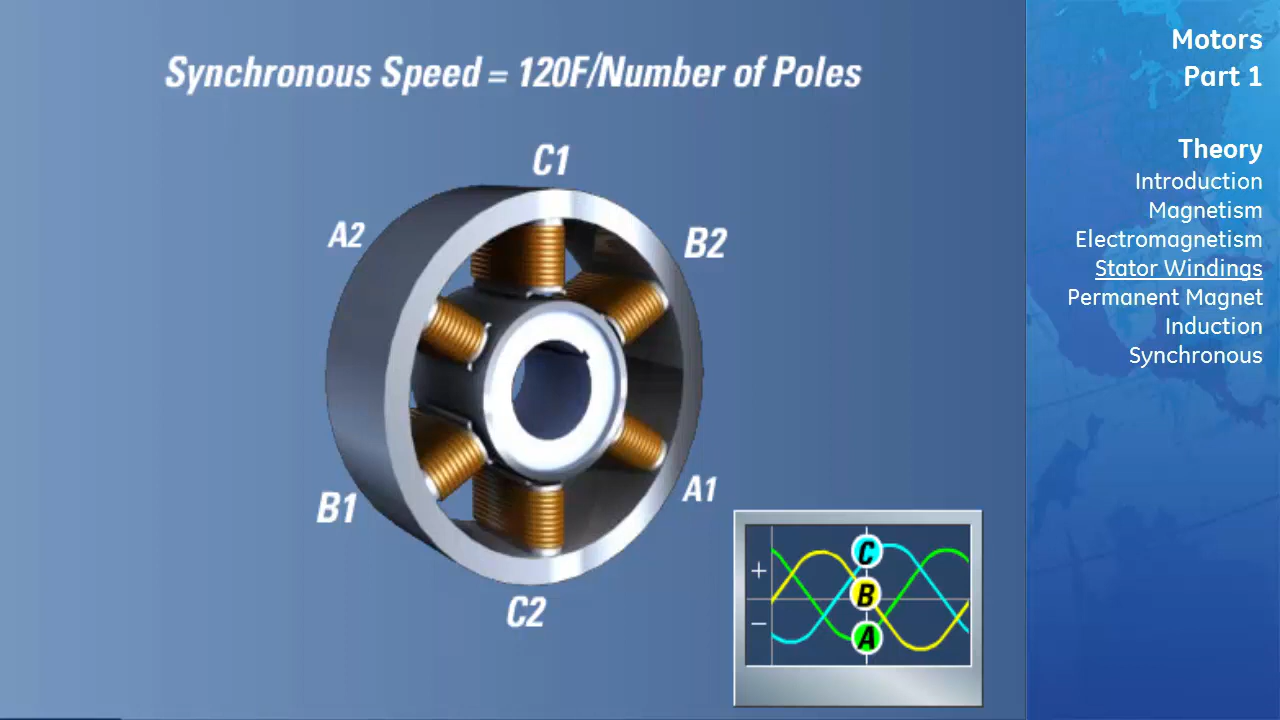 Synchronous Speed = 120F/Number of Poles
C1
A2
B2
B1
A1
C2
+
−
C
B
A
Motors
Part 1
Theory
Introduction
Magnetism
Electromagnetism
Stator Windings
Permanent Magnet
Induction
Synchronous